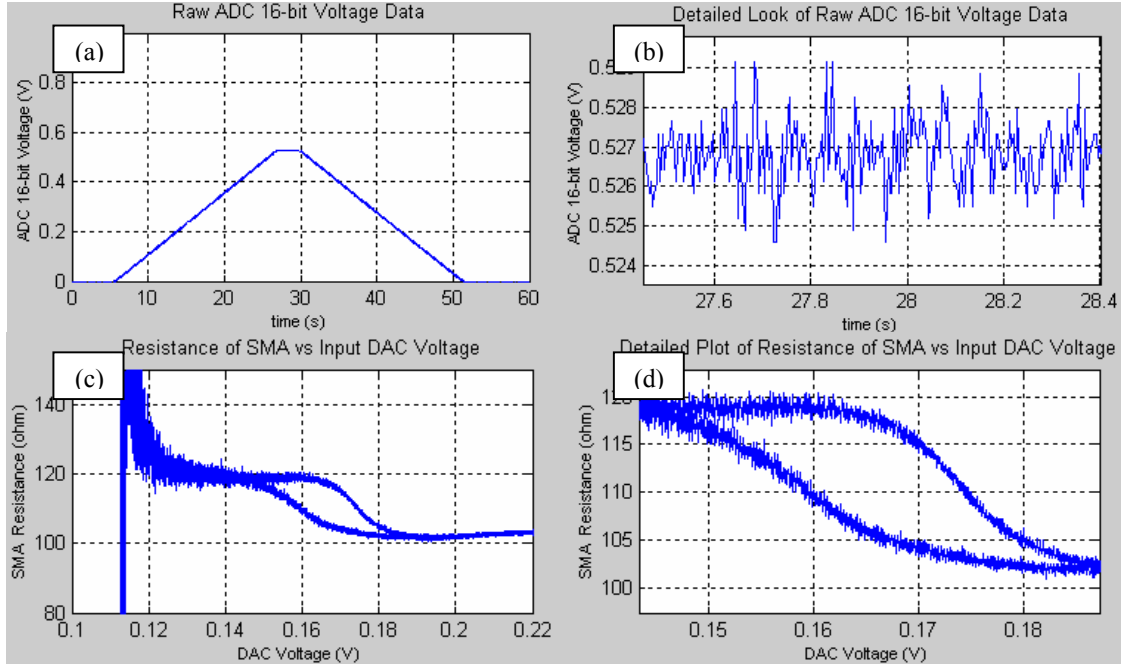 Raw ADC 16-bit Voltage Data
(a)
ADC 16-bit Voltage (V)
0.8
0.6
0.4
0.2
0
0 10 20 30 40 50 60
time (s)
Detailed Look of Raw ADC 16-bit Voltage Data
(b)
ADC 16-bit Voltage (V)
0.528
0.527
0.526
0.525
0.524
27.6 27.8 28 28.2 28.4
time (s)
Resistance of SMA vs Input DAC Voltage
(c)
SMA Resistance (ohm)
140
120
100
80
0.1 0.12 0.14 0.16 0.18 0.2 0.22
DAC Voltage (V)
Detailed Plot of Resistance of SMA vs Input DAC Voltage
(d)
SMA Resistance (ohm)
115
110
105
100
0.15 0.16 0.17 0.18
DAC Voltage (V)